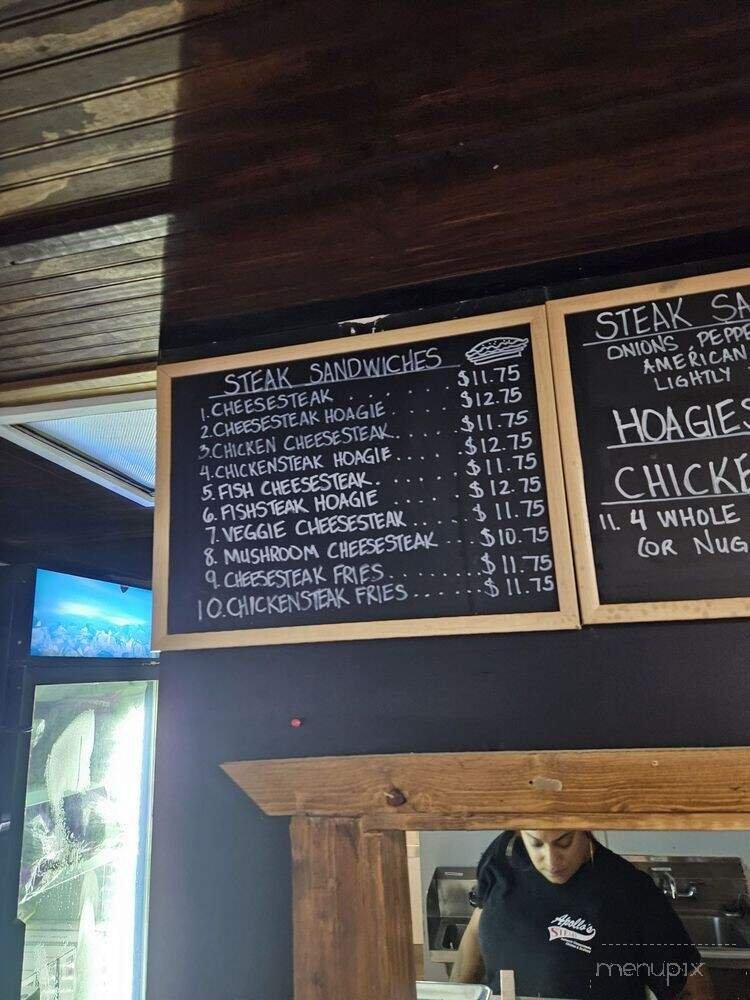 STEAK SANDWICHES
1. CHEESESTEAK . . . . . . $11.75
2. CHEESESTEAK HOAGIE . . . . $12.75
3. CHICKEN CHEESESTEAK . . . . $11.75
4. CHICKENSTEAK HOAGIE . . . . $12.75
5. FISH CHEESESTEAK . . . . . $11.75
6. FISHSTEAK HOAGIE . . . . . $12.75
7. VEGGIE CHEESESTEAK . . . . $11.75
8. MUSHROOM CHEESESTEAK . . . $10.75
9. CHEESESTEAK FRIES . . . . . . $11.75
10. CHICKENSTEAK FRIES . . . . . . $11.75
STEAK SA
ONIONS, PEPPE
AMERICAN
LIGHTLY
HOAGIES
CHICKE
11. 4 WHOLE
(OR NUG
Apollo's
menupix